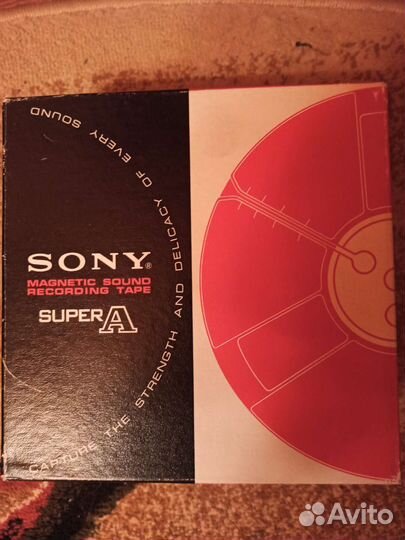 CAPTURE THE STRENGTH AND DELICACY OF EVERY SOUND
SONY®
MAGNETIC SOUND
RECORDING TAPE
SUPER A
Avito